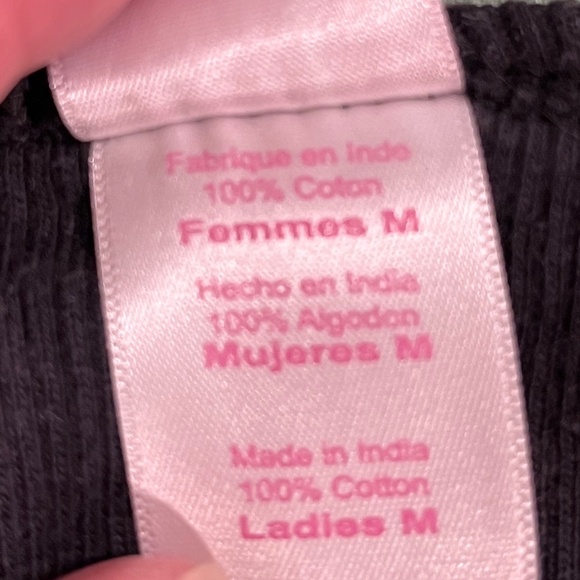 Fabrique en Inde
100% Coton
Femmes M
Hecho en India
100% Algodon
Mujeres M
Made in India
100% Cotton
Ladies M